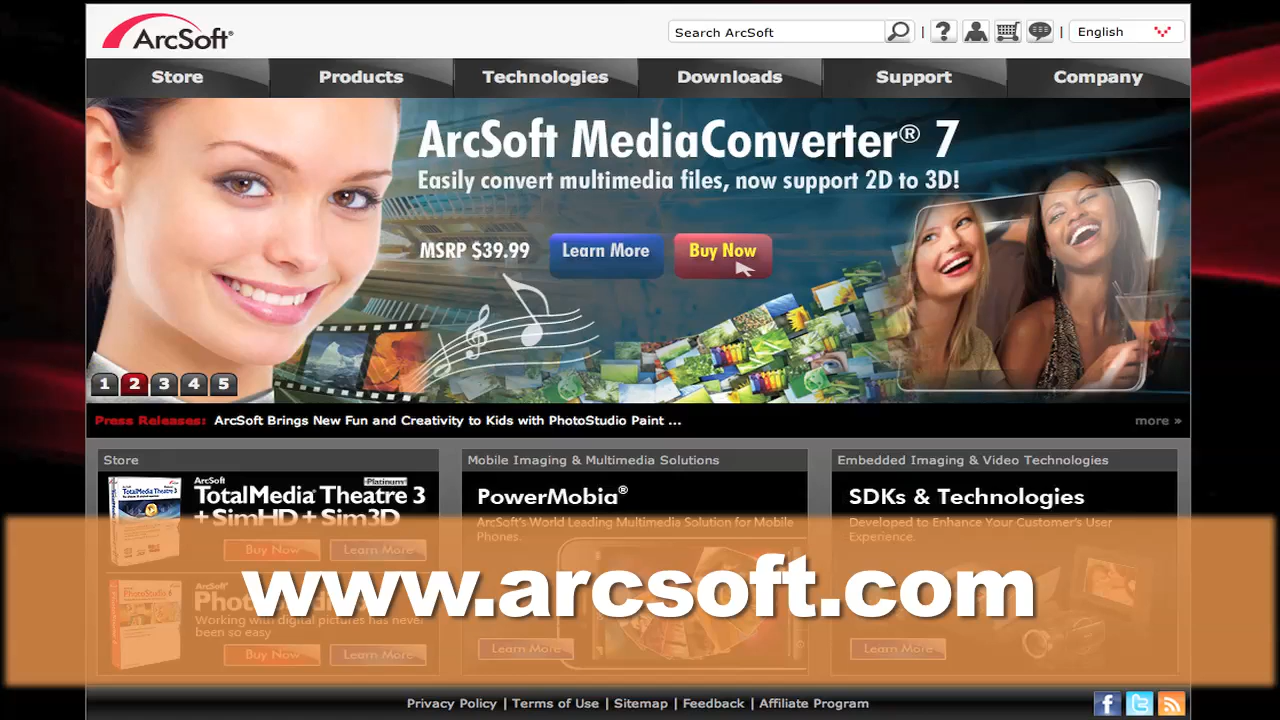 ArcSoft®
Search ArcSoft
English
Store
Products
Technologies
Downloads
Support
Company
ArcSoft MediaConverter® 7
Easily convert multimedia files, now support 2D to 3D!
MSRP $39.99
Learn More
Buy Now
1 2 3 4 5
Press Releases: ArcSoft Brings New Fun and Creativity to Kids with PhotoStudio Paint ...
more »
Store
ArcSoft Platinum
TotalMedia Theatre 3
+ SimHD + Sim3D
Buy Now
Learn More
ArcSoft
Working with digital pictures has never
been so easy
Buy Now
Learn More
Mobile Imaging & Multimedia Solutions
PowerMobia®
ArcSoft's World Leading Multimedia Solution for Mobile
Phones.
Learn More
Embedded Imaging & Video Technologies
SDKs & Technologies
Developed to Enhance Your Customer's User
Experience.
Learn More
www.arcsoft.com
Privacy Policy | Terms of Use | Sitemap | Feedback | Affiliate Program